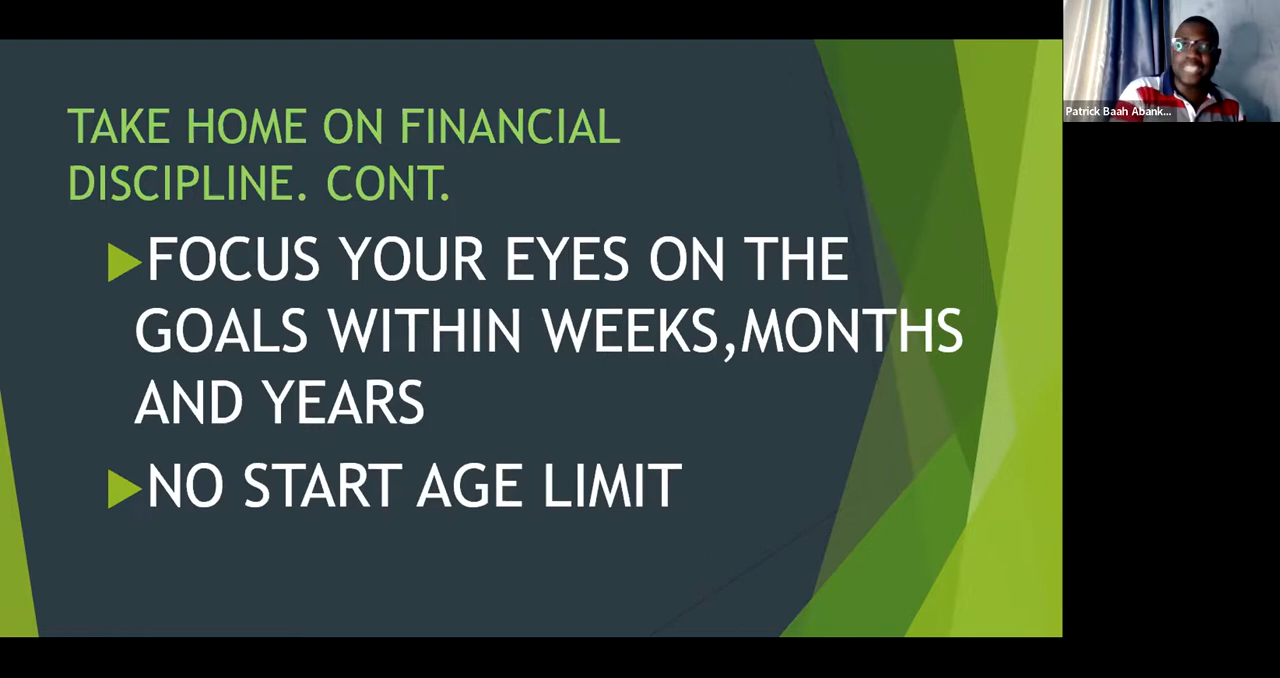 TAKE HOME ON FINANCIAL
DISCIPLINE. CONT.
FOCUS YOUR EYES ON THE
GOALS WITHIN WEEKS,MONTHS
AND YEARS
NO START AGE LIMIT
Patrick Baah Abank...